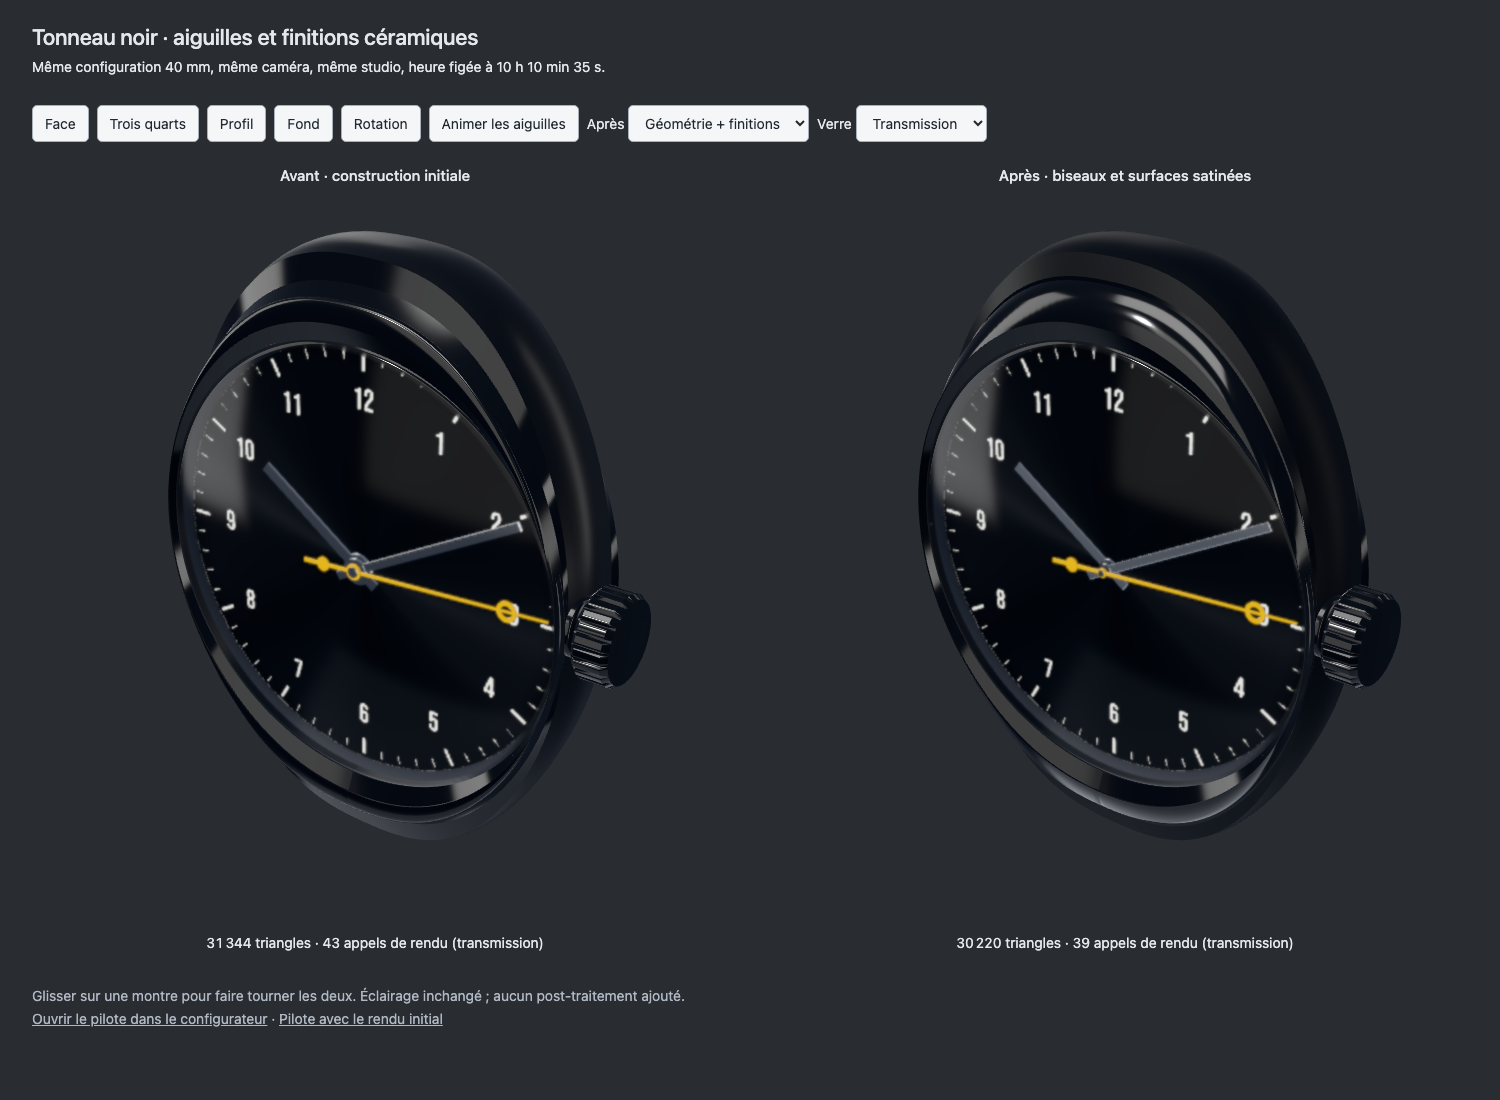 Tonneau noir · aiguilles et finitions céramiques
Même configuration 40 mm, même caméra, même studio, heure figée à 10 h 10 min 35 s.
Face Trois quarts Profil Fond Rotation Animer les aiguilles Après Géométrie + finitions Verre Transmission
Avant · construction initiale
12
1
2
3
4
5
6
7
8
9
10
11
31 344 triangles · 43 appels de rendu (transmission)
Après · biseaux et surfaces satinées
12
1
2
3
4
5
6
7
8
9
10
11
30 220 triangles · 39 appels de rendu (transmission)
Glisser sur une montre pour faire tourner les deux. Éclairage inchangé ; aucun post-traitement ajouté.
Ouvrir le pilote dans le configurateur · Pilote avec le rendu initial